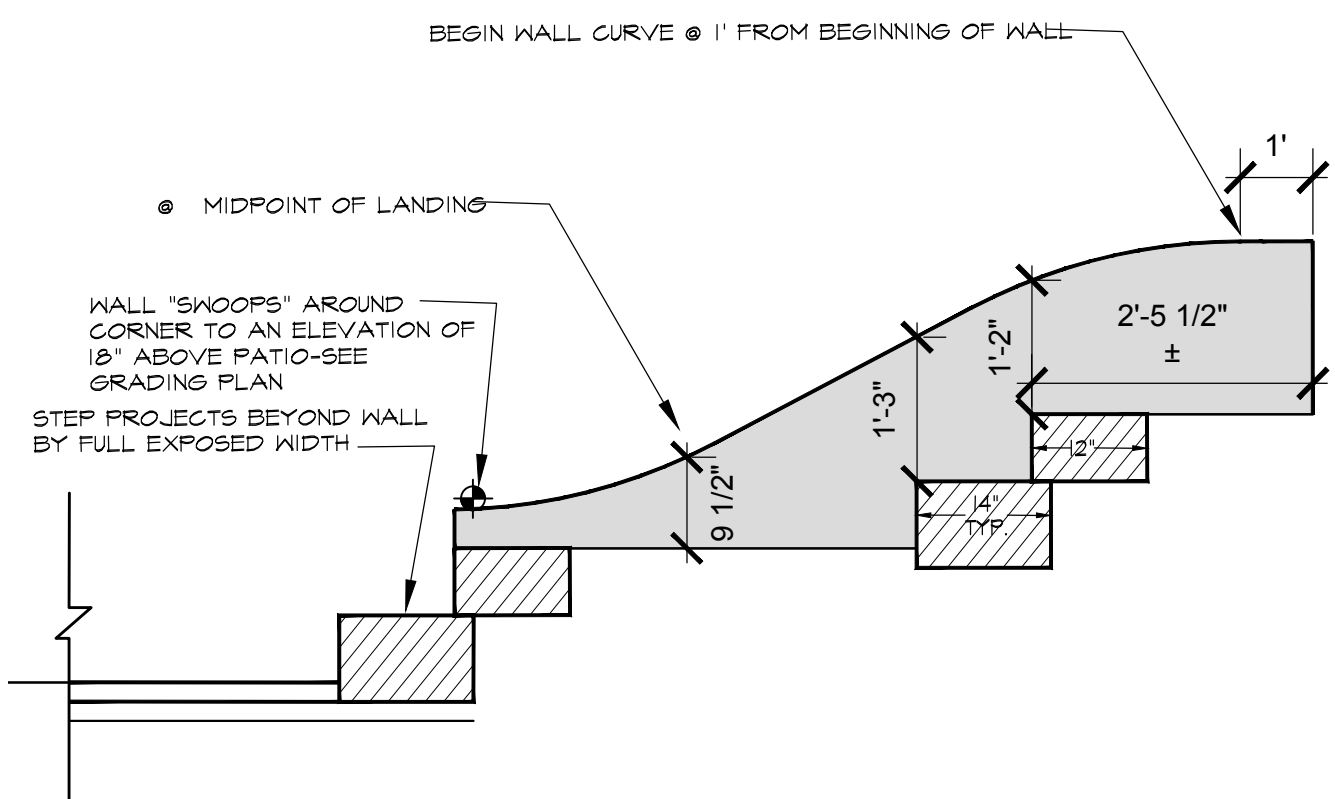 BEGIN WALL CURVE @ 1' FROM BEGINNING OF WALL
1'
@ MIDPOINT OF LANDING
WALL "SWOOPS" AROUND
CORNER TO AN ELEVATION OF
18" ABOVE PATIO-SEE
GRADING PLAN
STEP PROJECTS BEYOND WALL
BY FULL EXPOSED WIDTH
2'-5 1/2"
±
1'-2"
1'-3"
9 1/2"
12"
14"
TYP.